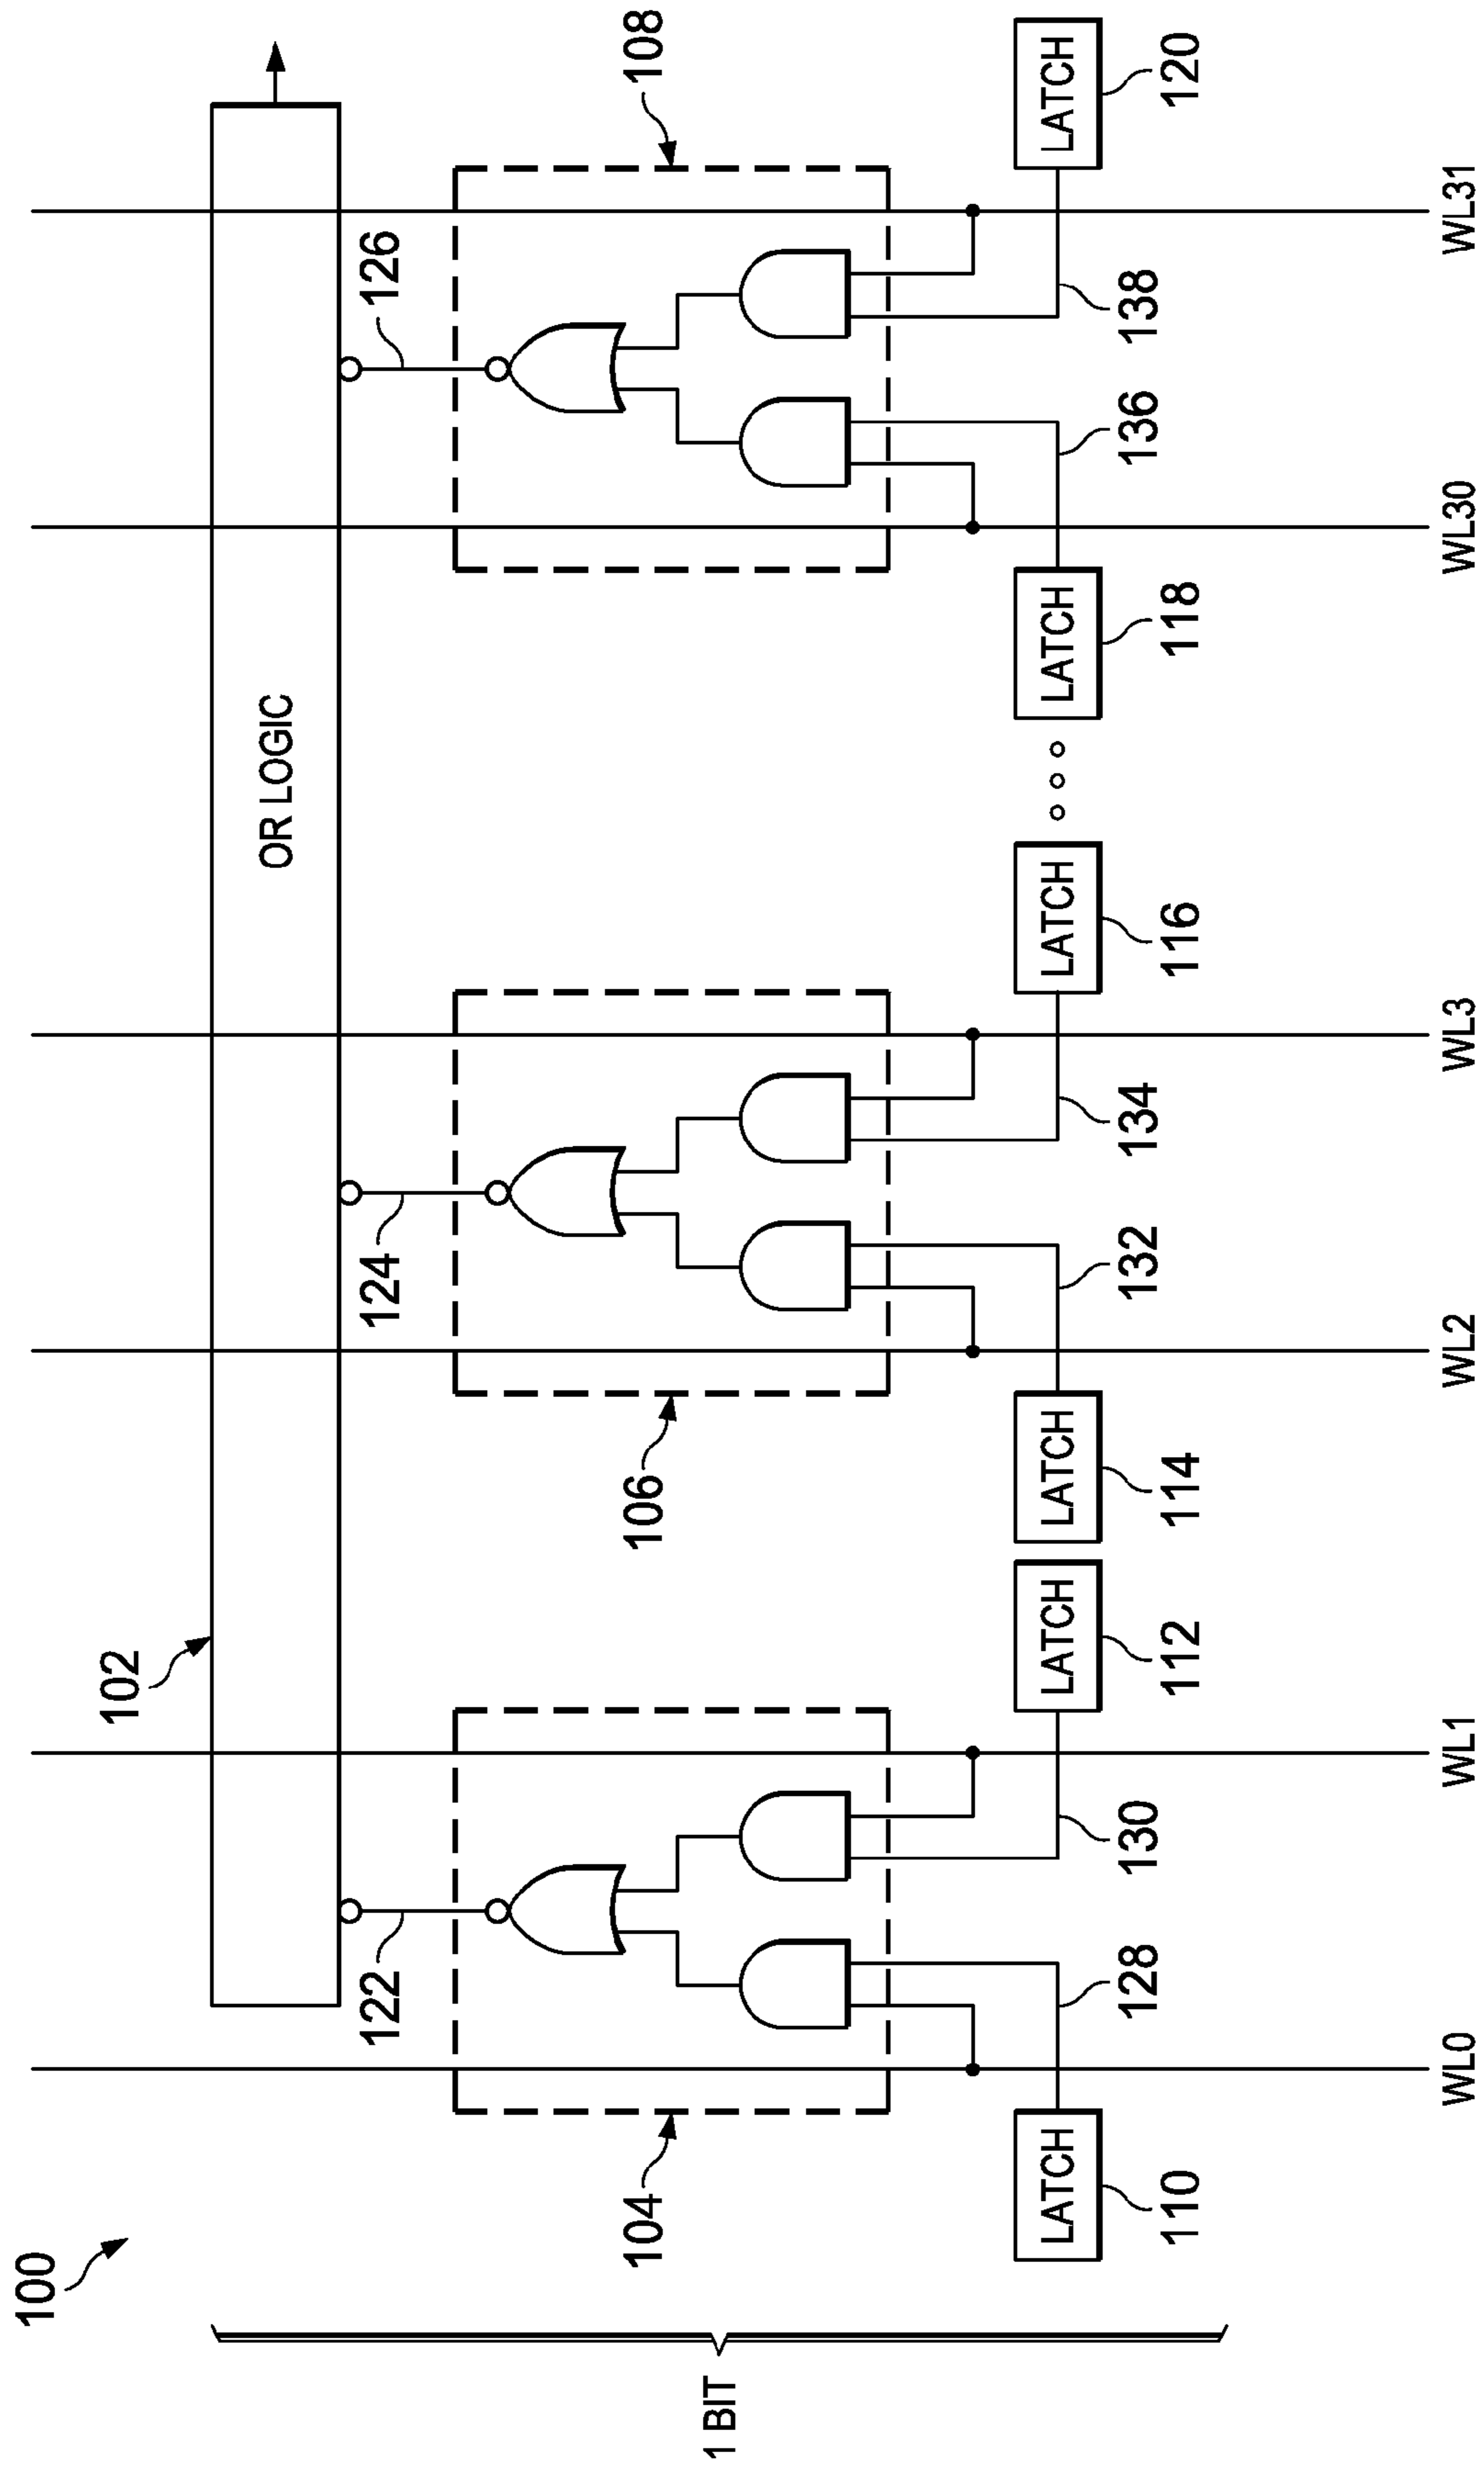 100
102
OR LOGIC
122
124
126
104
106
108
1 BIT
128
130
132
134
136
138
LATCH
LATCH
LATCH
LATCH
LATCH
LATCH
110
112
114
116
118
120
WL0
WL1
WL2
WL3
WL30
WL31